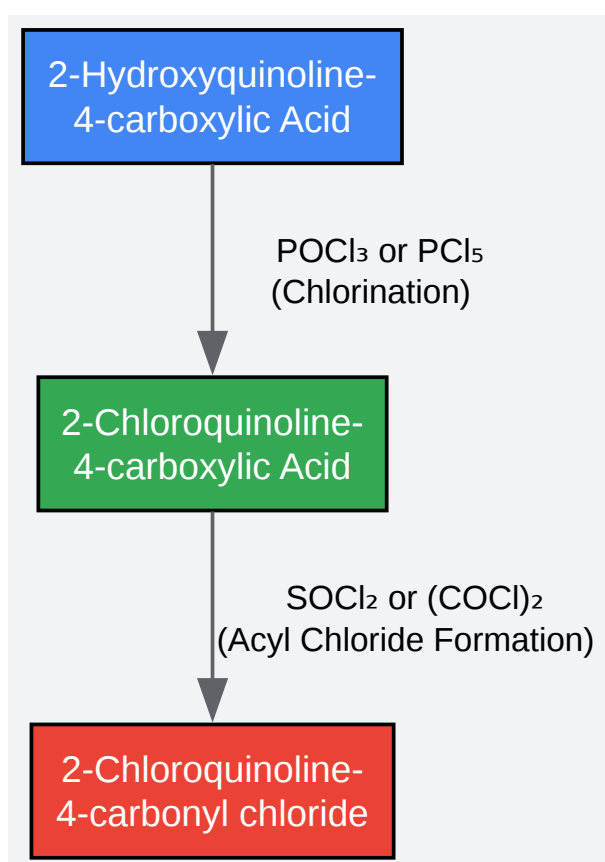 2-Hydroxyquinoline-
4-carboxylic Acid
POCl₃ or PCl₅
(Chlorination)
2-Chloroquinoline-
4-carboxylic Acid
SOCl₂ or (COCl)₂
(Acyl Chloride Formation)
2-Chloroquinoline-
4-carbonyl chloride